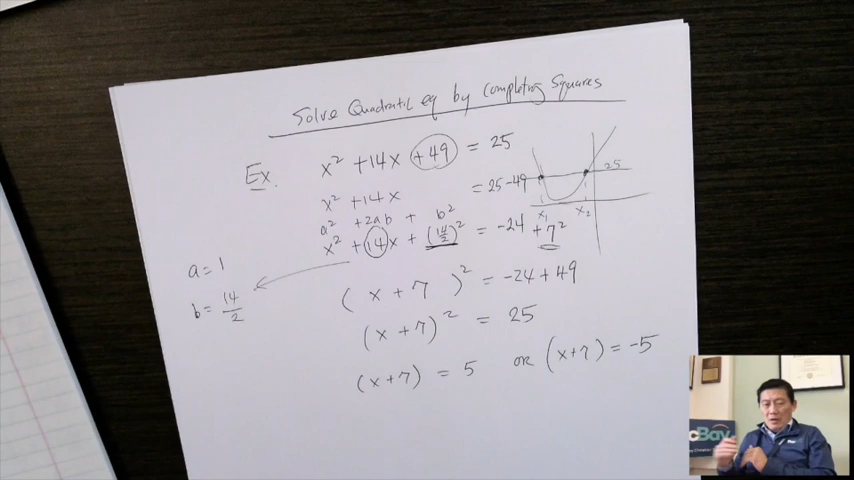 Solve Quadratic eq by Completing Squares
Ex. x² + 14x + 49 = 25
x² + 14x = 25 - 49
a² + 2ab + b²
x² + 14x + (14/2)² = -24 + 7²
a = 1
b = 14/2
(x + 7)² = -24 + 49
(x + 7)² = 25
(x+7) = 5 or (x+7) = -5
25
x₁ x₂
cBay